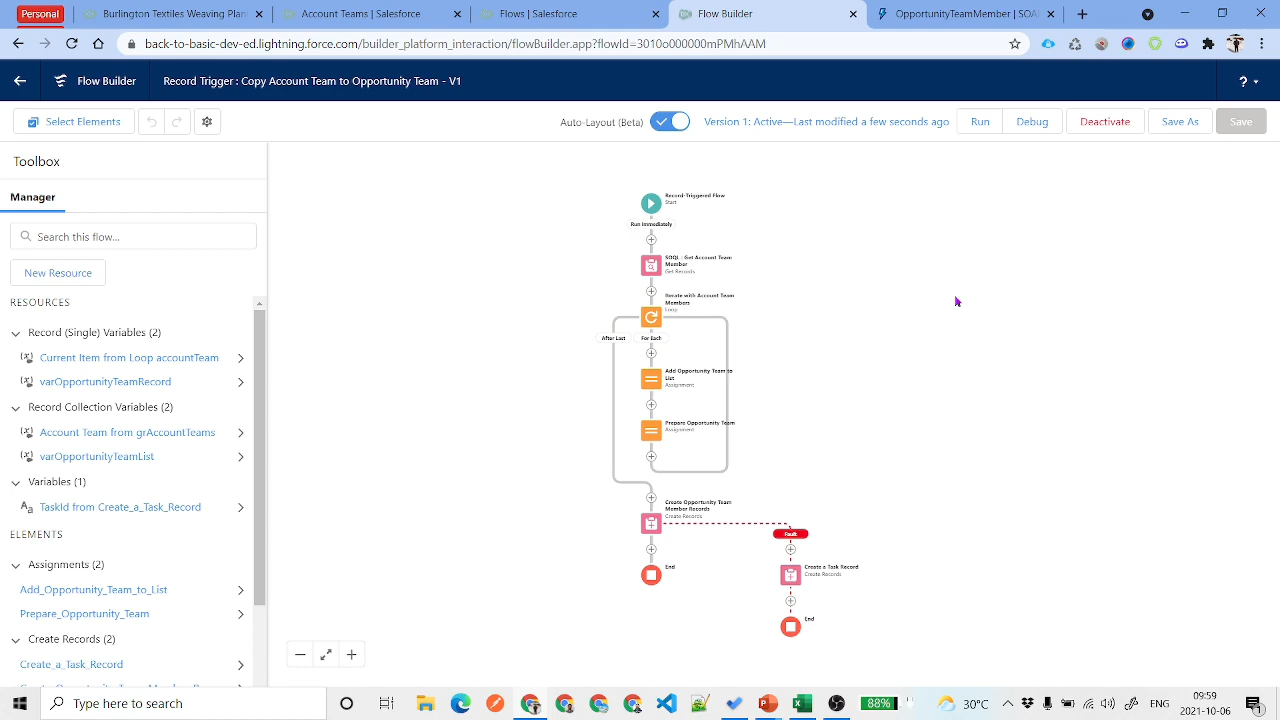 Personal
Building Textiles | Record Man
Account Teams | Salesforce
Flows | Salesforce
Flow Builder
OpportunityTeamMember | SOA
back-to-basic-dev-ed.lightning.force.com/builder_platform_interaction/flowBuilder.app?flowId=3010o000000mPMhAAM
Flow Builder
Record Trigger : Copy Account Team to Opportunity Team - V1
?
Select Elements
Auto-Layout (Beta)
Version 1: Active—Last modified a few seconds ago
Run
Debug
Deactivate
Save As
Save
Toolbox
Manager
Search this flow...
w Resource
RESOURCES
Record (Single) Variables (2)
Current Item from Loop accountTeam
varOpportunityTeamRecord
Record Collection Variables (2)
Account Team from grAccountTeams
varOpportunityTeamList
Variables (1)
TaskId from Create_a_Task_Record
ELEMENTS
Assignments (2)
Add_Opportunity_Team_to_List
Prepare_Opportunity_Team
Create Records (2)
Create_a_Task_Record
Record-Triggered Flow
Start
Run Immediately
SOQL : Get Account Team
Member
Get Records
Iterate with Account Team
Members
Loop
After Last
For Each
Add Opportunity Team to
List
Assignment
Prepare Opportunity Team
Assignment
Create Opportunity Team
Member Records
Create Records
Fault
End
Create a Task Record
Create Records
End
Type here to search
88%
30°C
ENG
09:59
2021-10-06